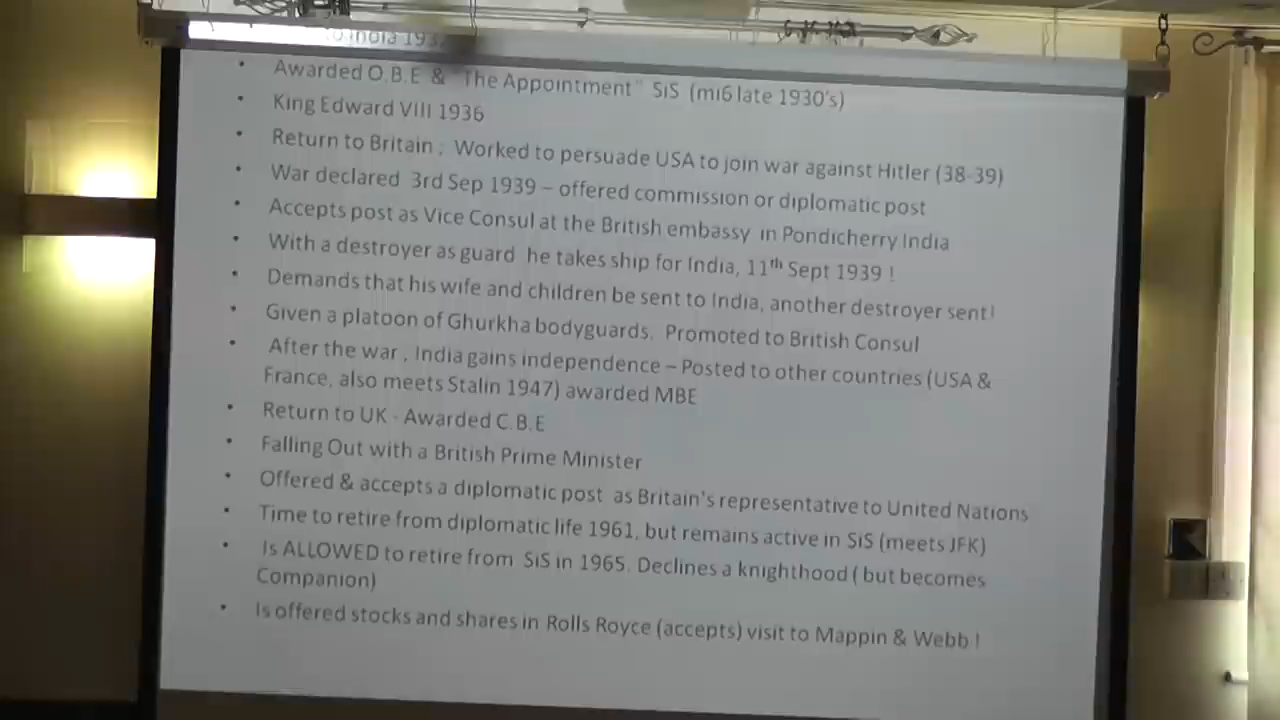 to India 193
• Awarded O.B.E & "The Appointment" SiS (mi6 late 1930's)
• King Edward VIII 1936
• Return to Britain : Worked to persuade USA to join war against Hitler (38-39)
• War declared 3rd Sep 1939 – offered commission or diplomatic post
• Accepts post as Vice Consul at the British embassy in Pondicherry India
• With a destroyer as guard he takes ship for India, 11th Sept 1939 !
• Demands that his wife and children be sent to India, another destroyer sent!
• Given a platoon of Ghurkha bodyguards. Promoted to British Consul
• After the war , India gains independence – Posted to other countries (USA &
France, also meets Stalin 1947) awarded MBE
• Return to UK - Awarded C.B.E
• Falling Out with a British Prime Minister
• Offered & accepts a diplomatic post as Britain's representative to United Nations
• Time to retire from diplomatic life 1961, but remains active in SiS (meets JFK)
• Is ALLOWED to retire from SiS in 1965. Declines a knighthood ( but becomes
Companion)
• Is offered stocks and shares in Rolls Royce (accepts) visit to Mappin & Webb !